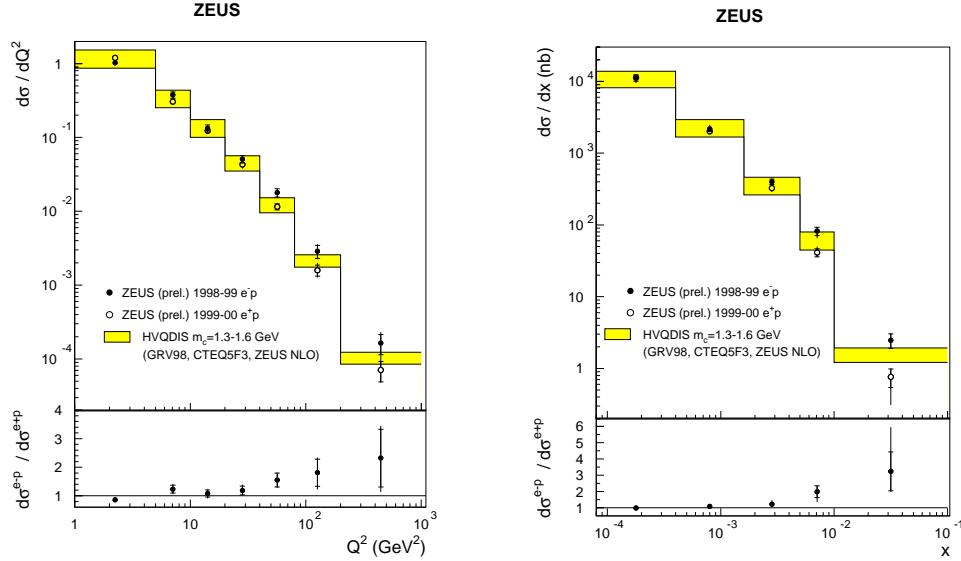 ZEUS
dσ / dQ²
1
10⁻¹
10⁻²
10⁻³
10⁻⁴
ZEUS (prel.) 1998-99 e⁻p
ZEUS (prel.) 1999-00 e⁺p
HVQDIS m_c=1.3-1.6 GeV
(GRV98, CTEQ5F3, ZEUS NLO)
dσ^e-p / dσ^e+p
4
3
2
1
1 10 10² 10³
Q² (GeV²)
ZEUS
dσ / dx (nb)
10⁴
10³
10²
10
1
ZEUS (prel.) 1998-99 e⁻p
ZEUS (prel.) 1999-00 e⁺p
HVQDIS m_c=1.3-1.6 GeV
(GRV98, CTEQ5F3, ZEUS NLO)
dσ^e-p / dσ^e+p
6
5
4
3
2
1
10⁻⁴ 10⁻³ 10⁻² 10⁻¹
x